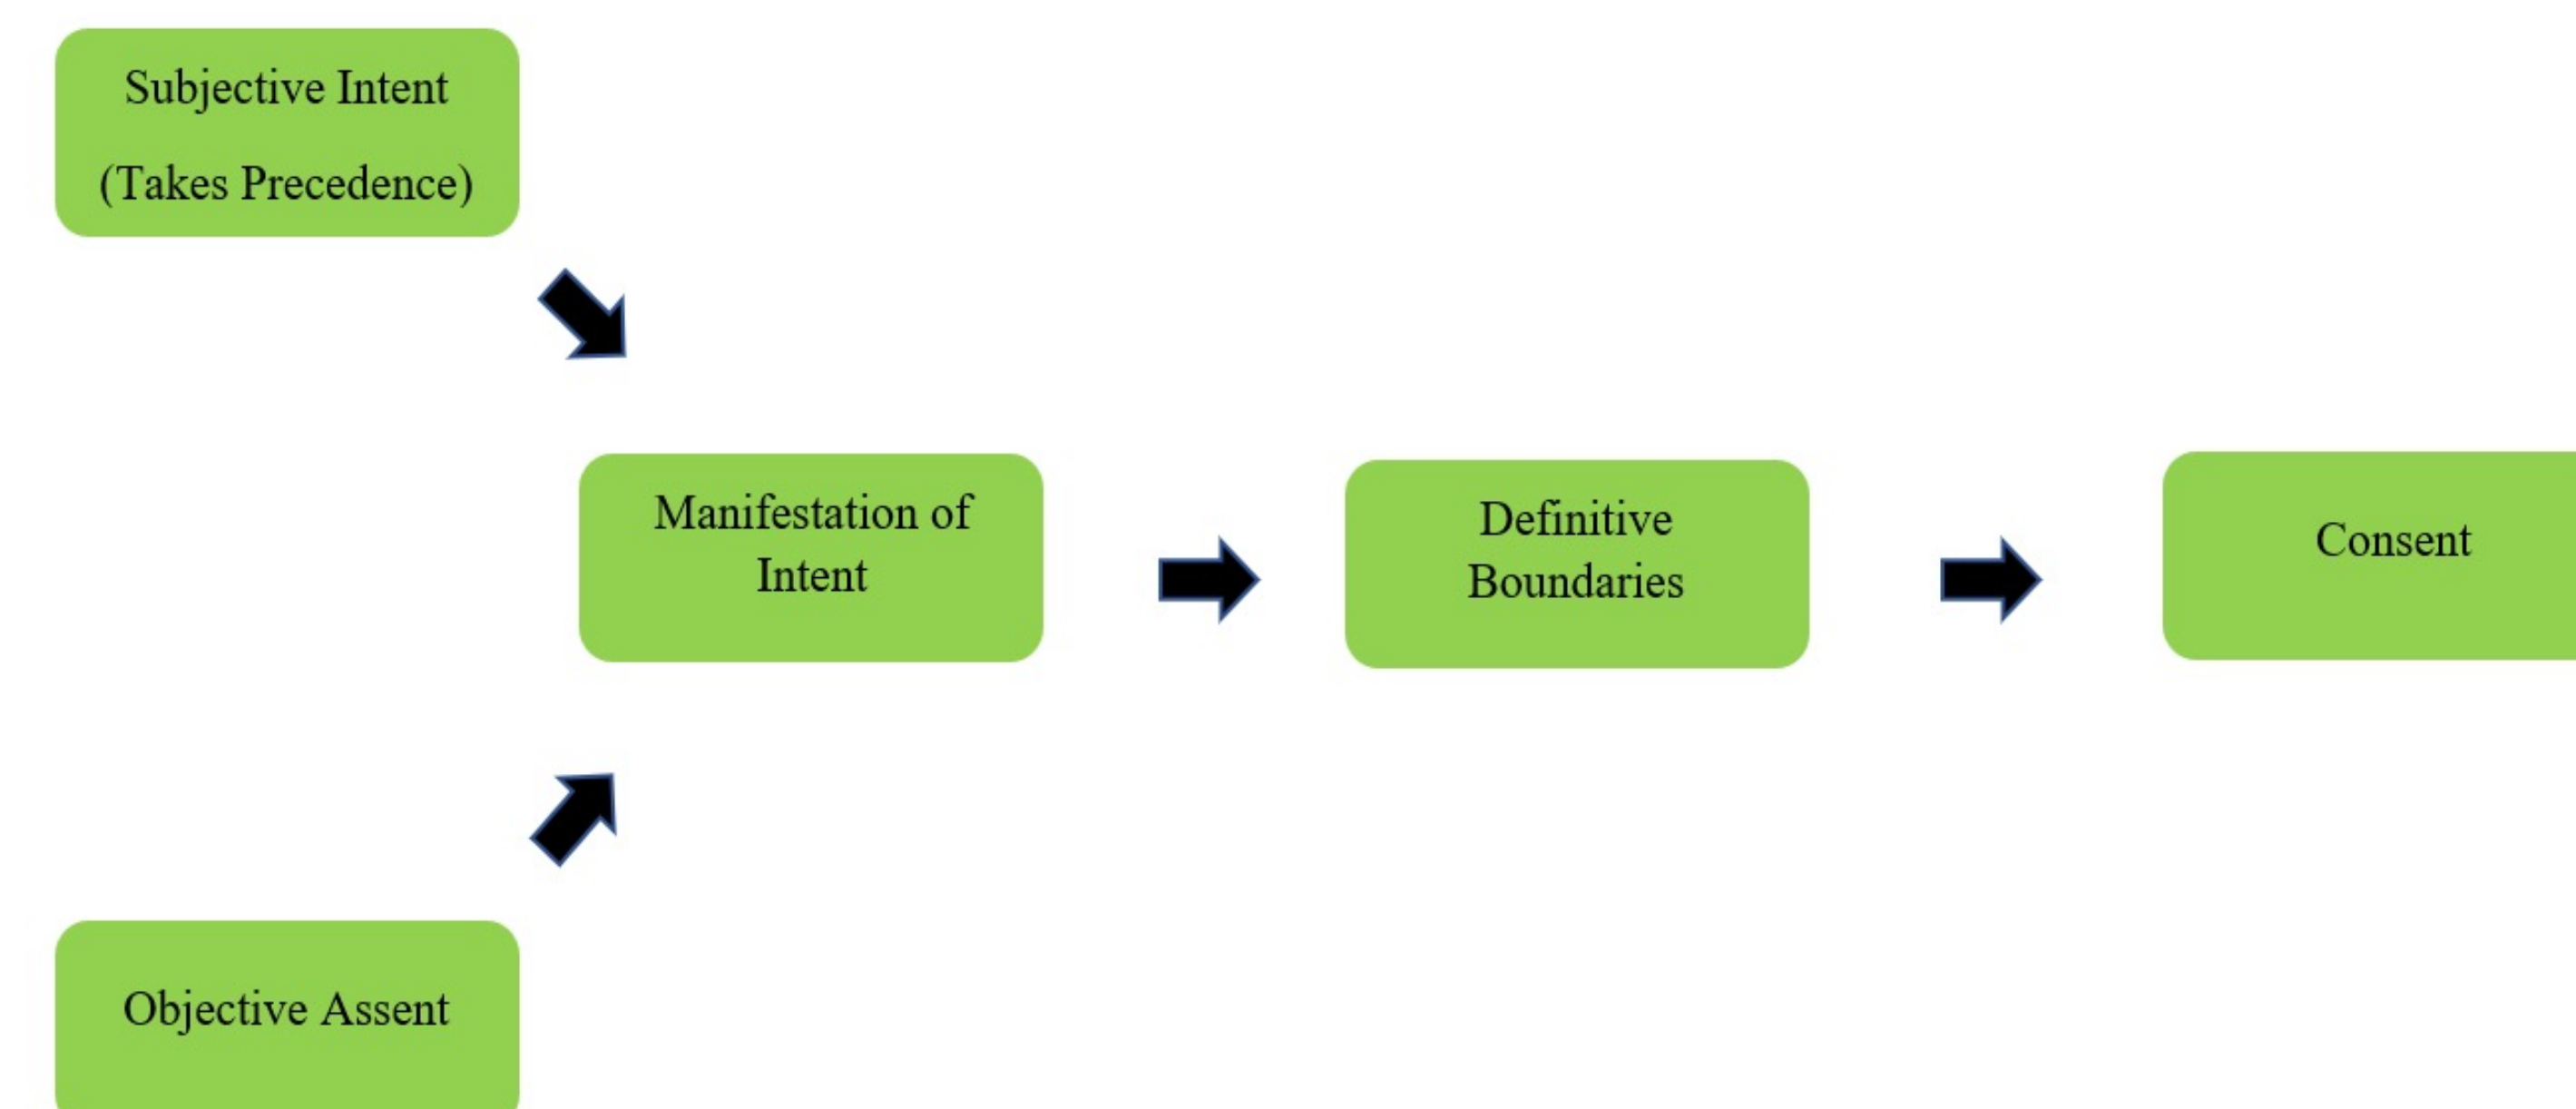 Subjective Intent
(Takes Precedence)
Manifestation of
Intent
Definitive
Boundaries
Consent
Objective Assent